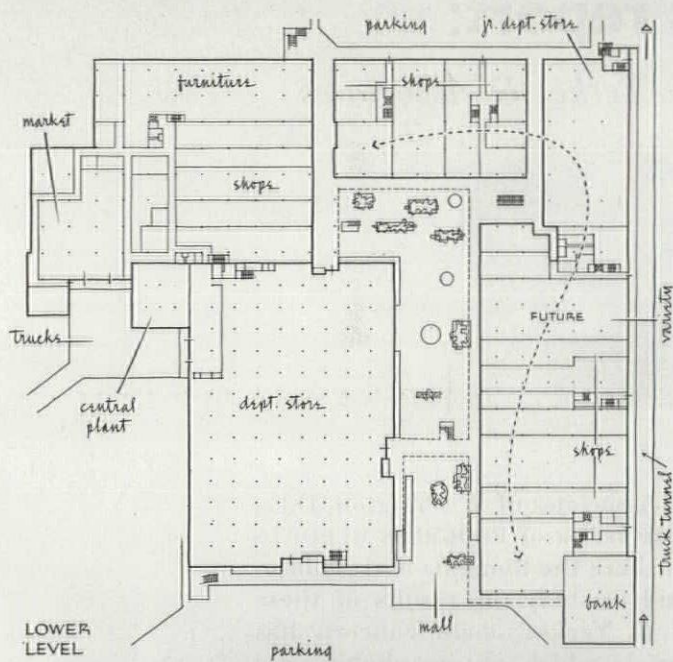 parking
jr. dept. store
furniture
shops
market
shops
FUTURE
variety
trucks
central plant
dept. store
shops
truck tunnel
bank
mall
LOWER LEVEL
parking